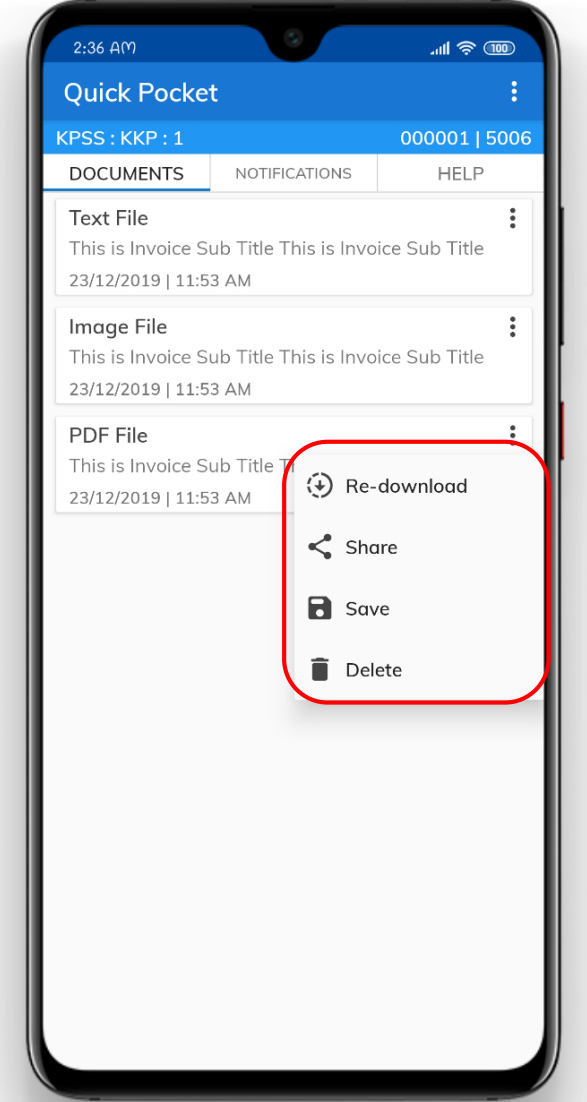 2:36 AM
100
Quick Pocket
KPSS : KKP : 1 000001 | 5006
DOCUMENTS NOTIFICATIONS HELP
Text File
This is Invoice Sub Title This is Invoice Sub Title
23/12/2019 | 11:53 AM
Image File
This is Invoice Sub Title This is Invoice Sub Title
23/12/2019 | 11:53 AM
PDF File
This is Invoice Sub Title
23/12/2019 | 11:53 AM
Re-download
Share
Save
Delete